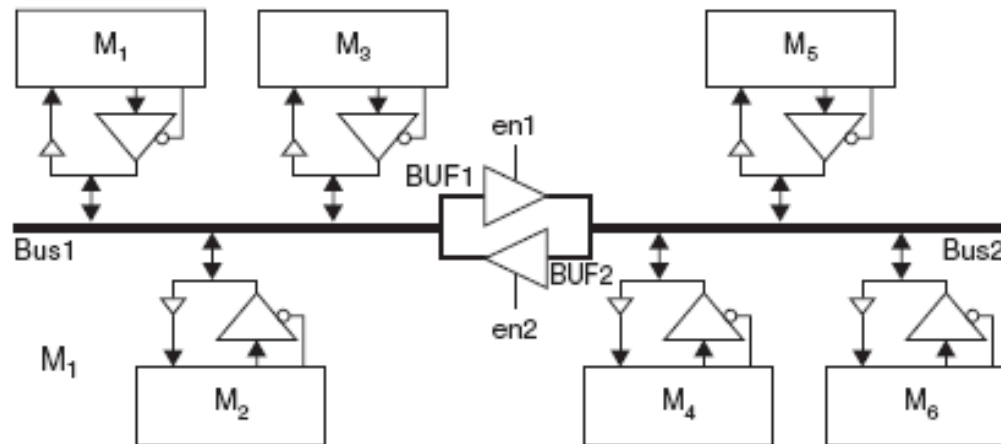 M1 M3 M5
en1
BUF1
Bus1 Bus2
BUF2
en2
M1
M2 M4 M6